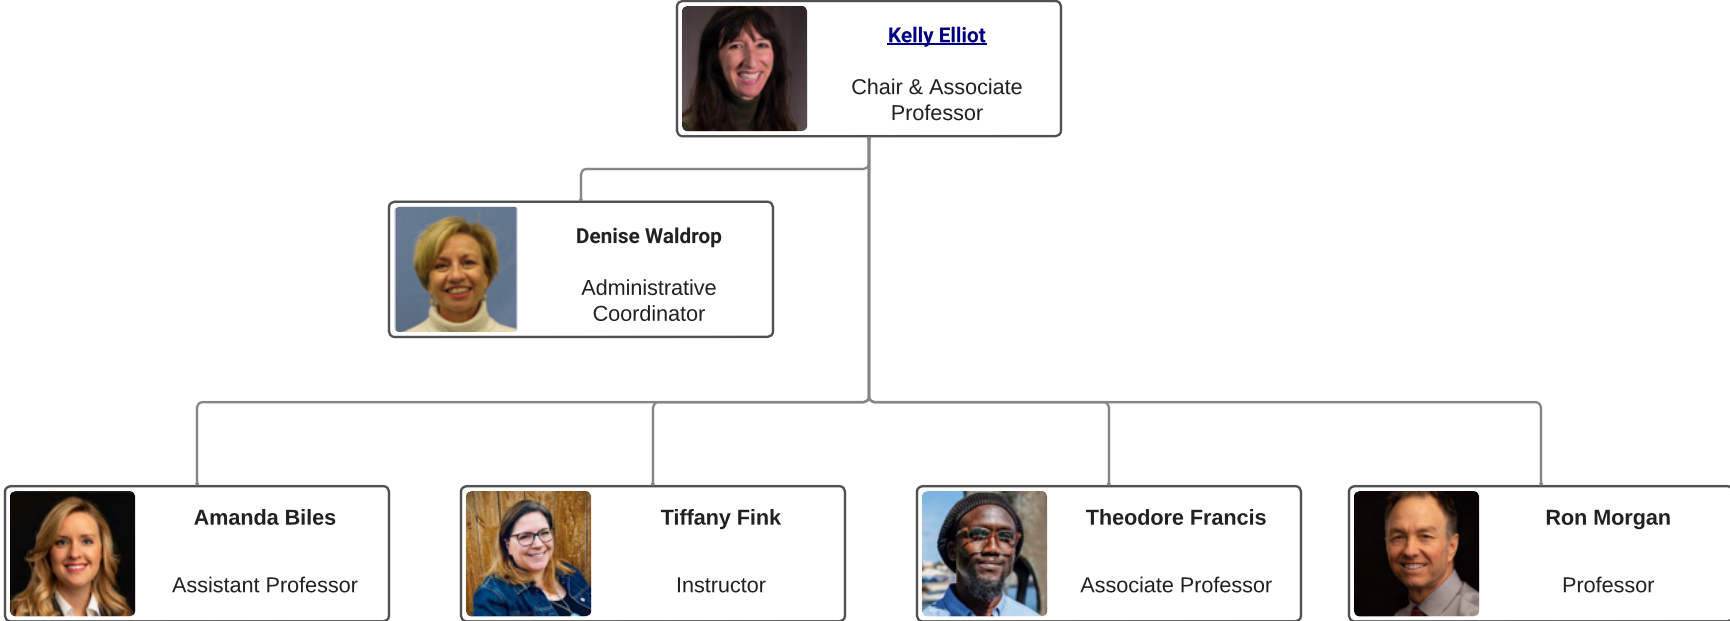 Kelly Elliot
Chair & Associate
Professor
Denise Waldrop
Administrative
Coordinator
Amanda Biles
Assistant Professor
Tiffany Fink
Instructor
Theodore Francis
Associate Professor
Ron Morgan
Professor